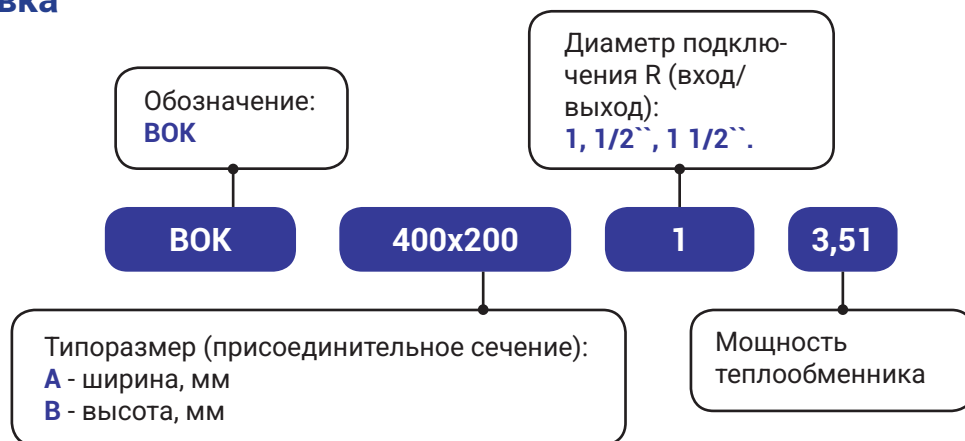 вка
Обозначение:
ВОК
Диаметр подклю-
чения R (вход/
выход):
1, 1/2``, 1 1/2``.
ВОК
400x200
1
3,51
Типоразмер (присоединительное сечение):
А - ширина, мм
В - высота, мм
Мощность
теплообменника